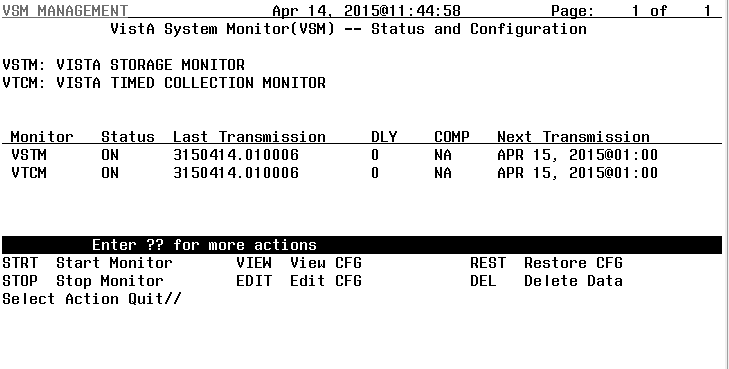 VSM MANAGEMENT Apr 14, 2015@11:44:58 Page: 1 of 1
VistA System Monitor(VSM) -- Status and Configuration
VSTM: VISTA STORAGE MONITOR
VTCM: VISTA TIMED COLLECTION MONITOR
Monitor Status Last Transmission DLY COMP Next Transmission
VSTM ON 3150414.010006 0 NA APR 15, 2015@01:00
VTCM ON 3150414.010006 0 NA APR 15, 2015@01:00
Enter ?? for more actions
STRT Start Monitor VIEW View CFG REST Restore CFG
STOP Stop Monitor EDIT Edit CFG DEL Delete Data
Select Action Quit//